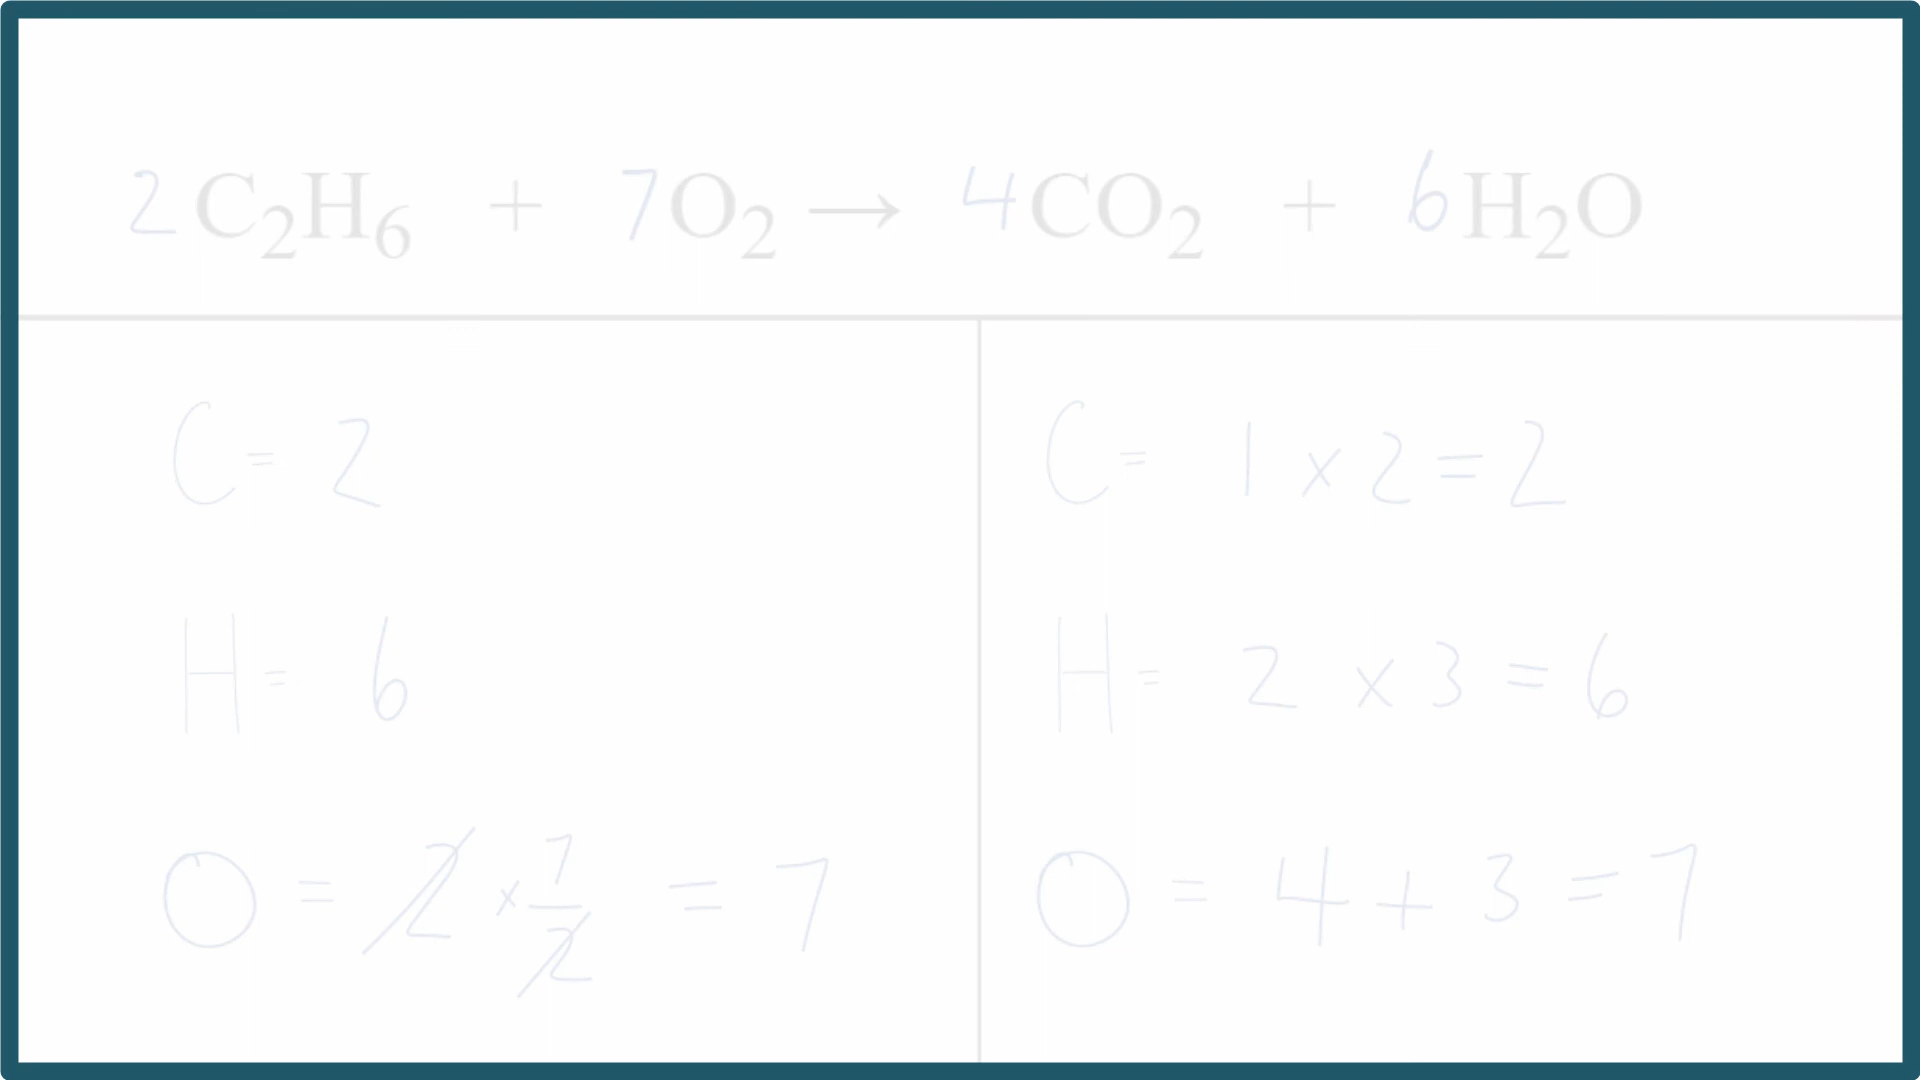 2C₂H₆ + 7O₂ → 4CO₂ + 6H₂O
C = 2
H = 6
O = 2 × 7/2 = 7
C = 1 × 2 = 2
H = 2 × 3 = 6
O = 4 + 3 = 7